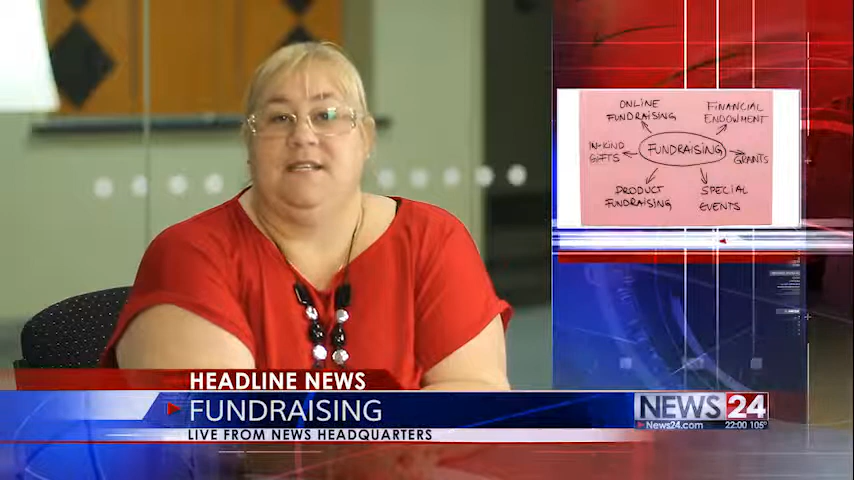 ONLINE
FUNDRAISING
FINANCIAL
ENDOWMENT
IN-KIND
GIFTS
FUNDRAISING
GRANTS
PRODUCT
FUNDRAISING
SPECIAL
EVENTS
HEADLINE NEWS
FUNDRAISING
LIVE FROM NEWS HEADQUARTERS
NEWS 24
News24.com
22:00 105°